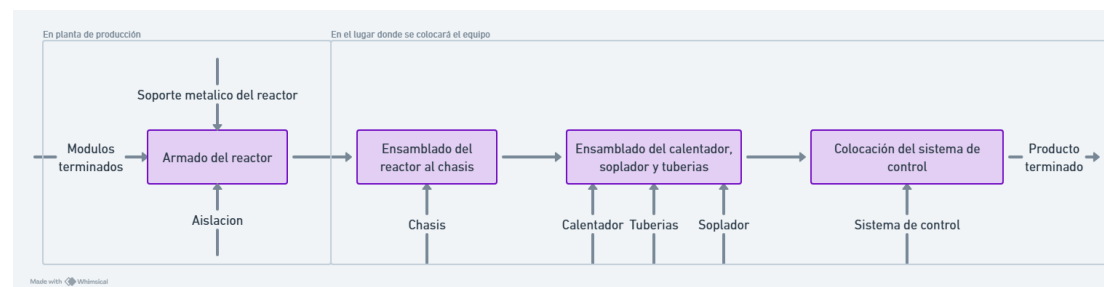 En planta de producción
En el lugar donde se colocará el equipo
Soporte metalico del reactor
Modulos
terminados
Armado del reactor
Aislacion
Ensamblado del
reactor al chasis
Chasis
Ensamblado del calentador,
soplador y tuberias
Calentador
Tuberias
Soplador
Colocación del sistema de
control
Sistema de control
Producto
terminado
Made with Whimsical